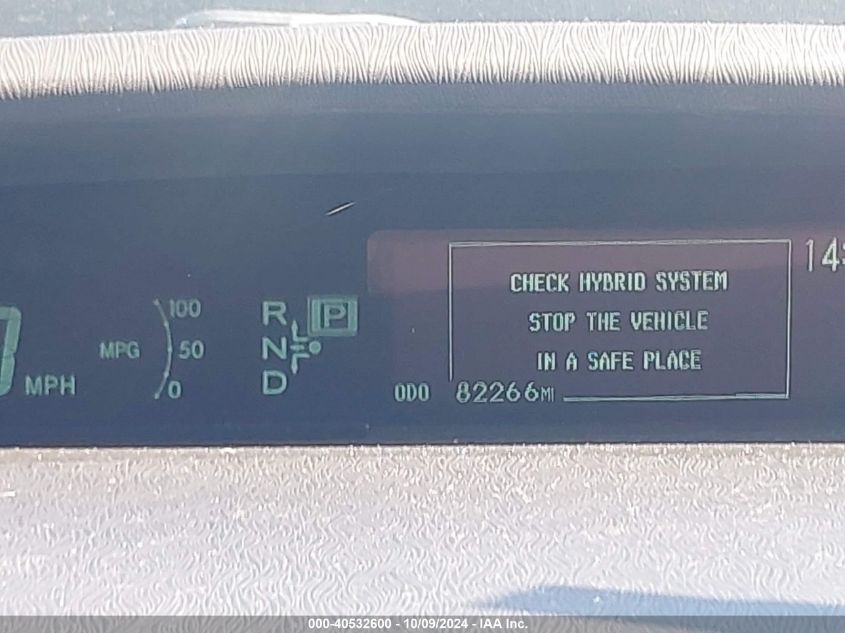 14:
CHECK HYBRID SYSTEM
STOP THE VEHICLE
IN A SAFE PLACE
100
MPG 50
0
R P
N
D
MPH
ODO 82266MI
000-40532600 - 10/09/2024 - IAA Inc.